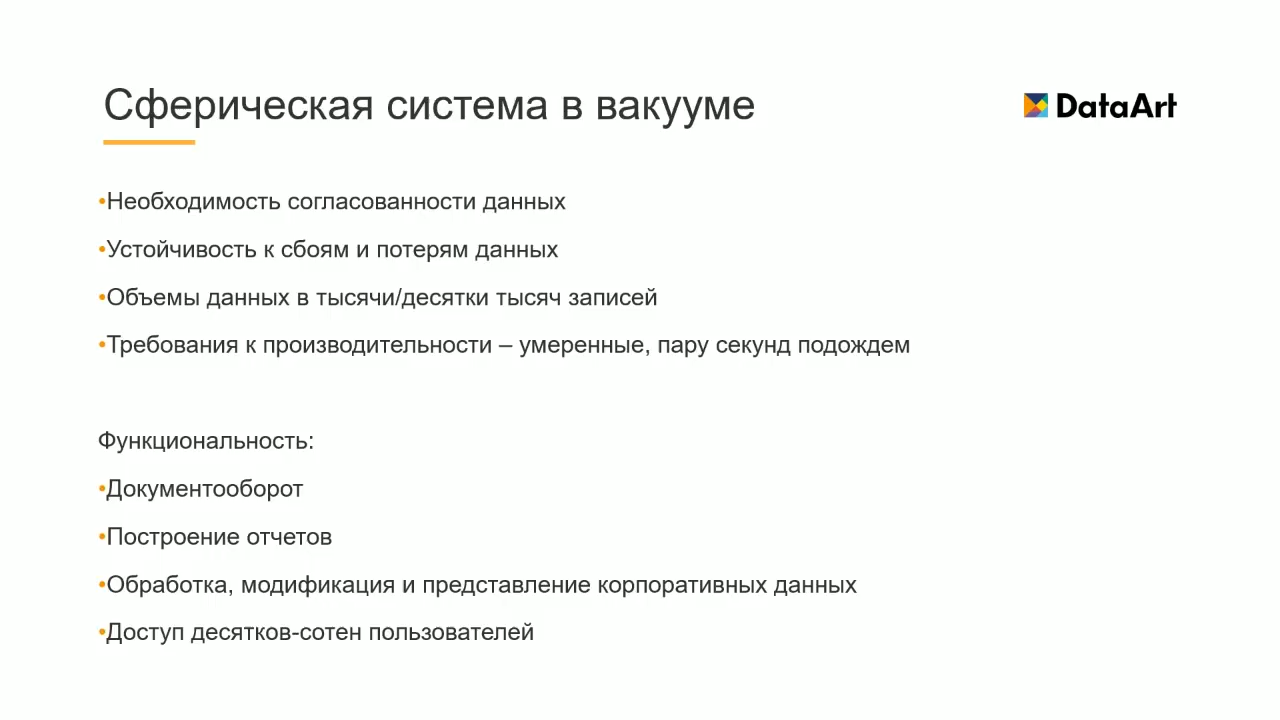 Сферическая система в вакууме
DataArt
•Необходимость согласованности данных
•Устойчивость к сбоям и потерям данных
•Объемы данных в тысячи/десятки тысяч записей
•Требования к производительности – умеренные, пару секунд подождем
Функциональность:
•Документооборот
•Построение отчетов
•Обработка, модификация и представление корпоративных данных
•Доступ десятков-сотен пользователей